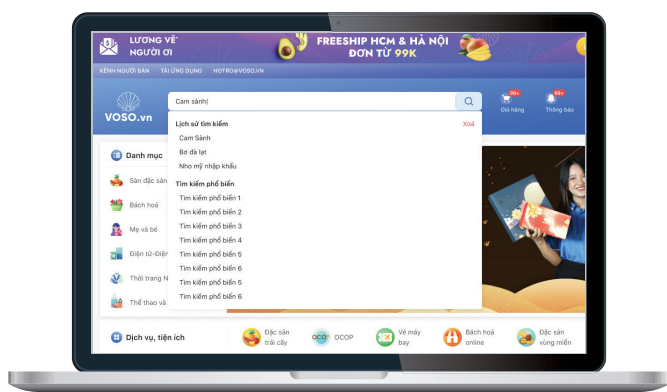 LƯƠNG VỀ
NGƯỜI ƠI
FREESHIP HCM & HÀ NỘI
ĐƠN TỪ 99K
KÊNH NGƯỜI BÁN TẢI ỨNG DỤNG HOTRO@VOSO.VN
VOSO.vn
Cam sành
90+
Giỏ hàng
90+
Thông báo
Lịch sử tìm kiếm
Xoá
Cam Sành
Bơ đà lạt
Nho mỹ nhập khẩu
Tìm kiếm phổ biến
Tìm kiếm phổ biến 1
Tìm kiếm phổ biến 2
Tìm kiếm phổ biến 3
Tìm kiếm phổ biến 4
Tìm kiếm phổ biến 5
Tìm kiếm phổ biến 6
Tìm kiếm phổ biến 5
Tìm kiếm phổ biến 6
Danh mục
Sàn đặc sản
Bách hoá
Mẹ và bé
Điện tử-Điện
Thời trang N
Thể thao và
Dịch vụ, tiện ích
Đặc sản
trái cây
OCOP
OCOP
Vé máy
bay
Bách hoá
online
Đặc sản
vùng miền